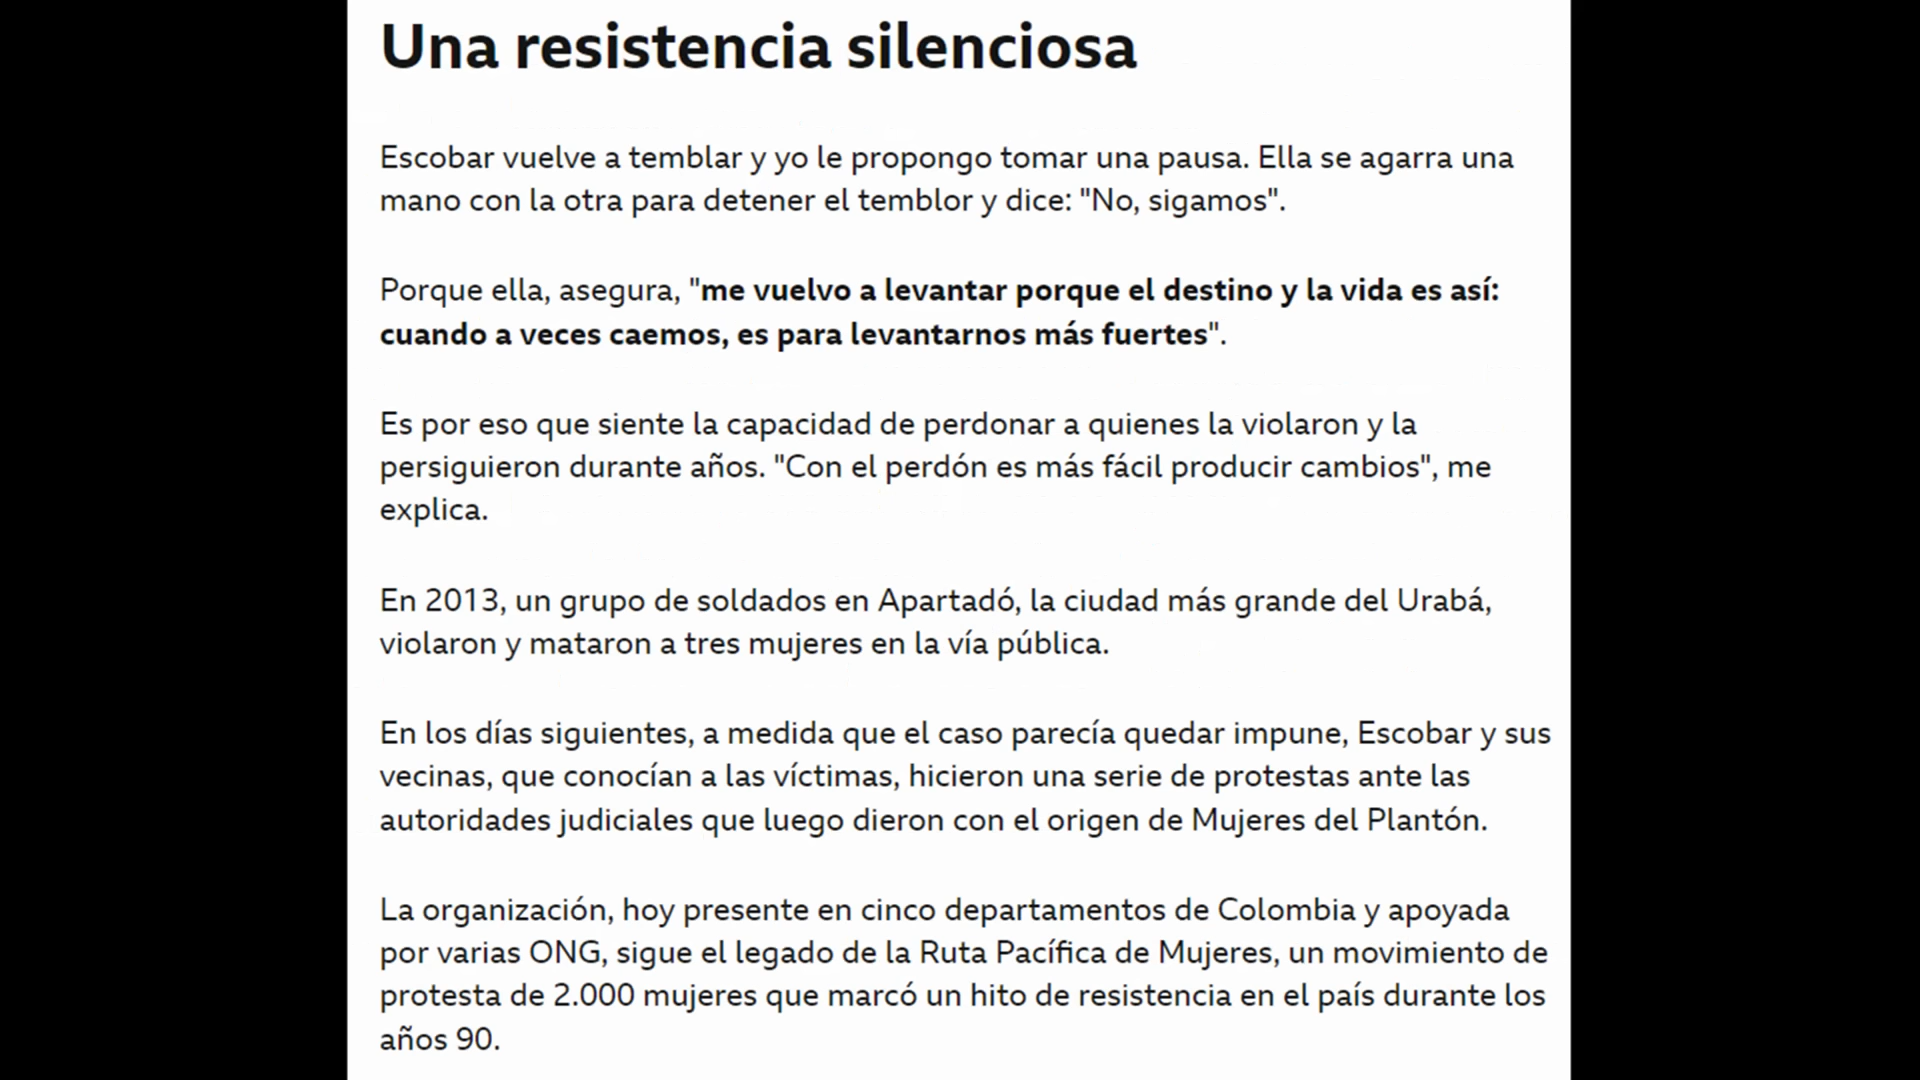 Una resistencia silenciosa
Escobar vuelve a temblar y yo le propongo tomar una pausa. Ella se agarra una
mano con la otra para detener el temblor y dice: "No, sigamos".
Porque ella, asegura, "me vuelvo a levantar porque el destino y la vida es así:
cuando a veces caemos, es para levantarnos más fuertes".
Es por eso que siente la capacidad de perdonar a quienes la violaron y la
persiguieron durante años. "Con el perdón es más fácil producir cambios", me
explica.
En 2013, un grupo de soldados en Apartadó, la ciudad más grande del Urabá,
violaron y mataron a tres mujeres en la vía pública.
En los días siguientes, a medida que el caso parecía quedar impune, Escobar y sus
vecinas, que conocían a las víctimas, hicieron una serie de protestas ante las
autoridades judiciales que luego dieron con el origen de Mujeres del Plantón.
La organización, hoy presente en cinco departamentos de Colombia y apoyada
por varias ONG, sigue el legado de la Ruta Pacífica de Mujeres, un movimiento de
protesta de 2.000 mujeres que marcó un hito de resistencia en el país durante los
años 90.